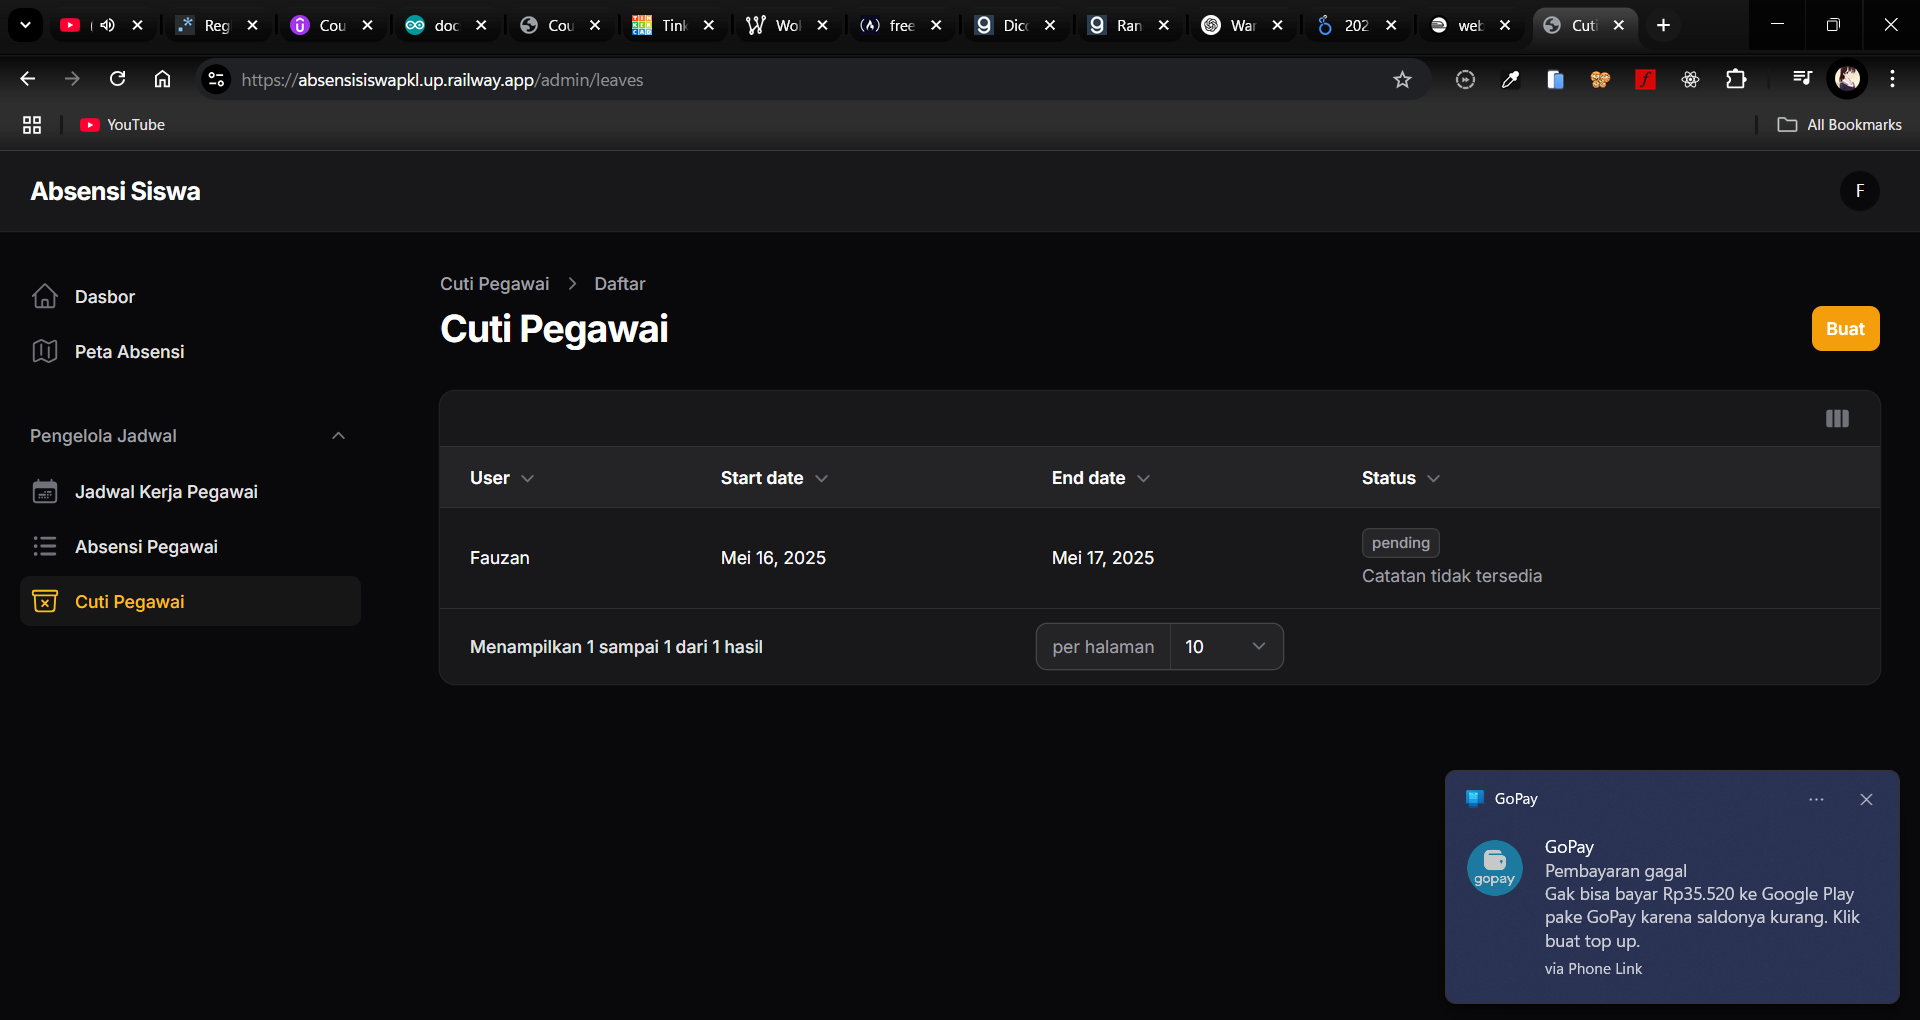 Reg
Cou
doc
Cou
Tink
Wo
free
Dic
Ran
War
202
web
Cuti
https://absensisiswapkl.up.railway.app/admin/leaves
YouTube
All Bookmarks
Absensi Siswa
F
Dasbor
Peta Absensi
Pengelola Jadwal
Jadwal Kerja Pegawai
Absensi Pegawai
Cuti Pegawai
Cuti Pegawai > Daftar
Cuti Pegawai
Buat
User Start date End date Status
Fauzan Mei 16, 2025 Mei 17, 2025 pending
Catatan tidak tersedia
Menampilkan 1 sampai 1 dari 1 hasil per halaman 10
GoPay
GoPay
gopay
Pembayaran gagal
Gak bisa bayar Rp35.520 ke Google Play
pake GoPay karena saldonya kurang. Klik
buat top up.
via Phone Link